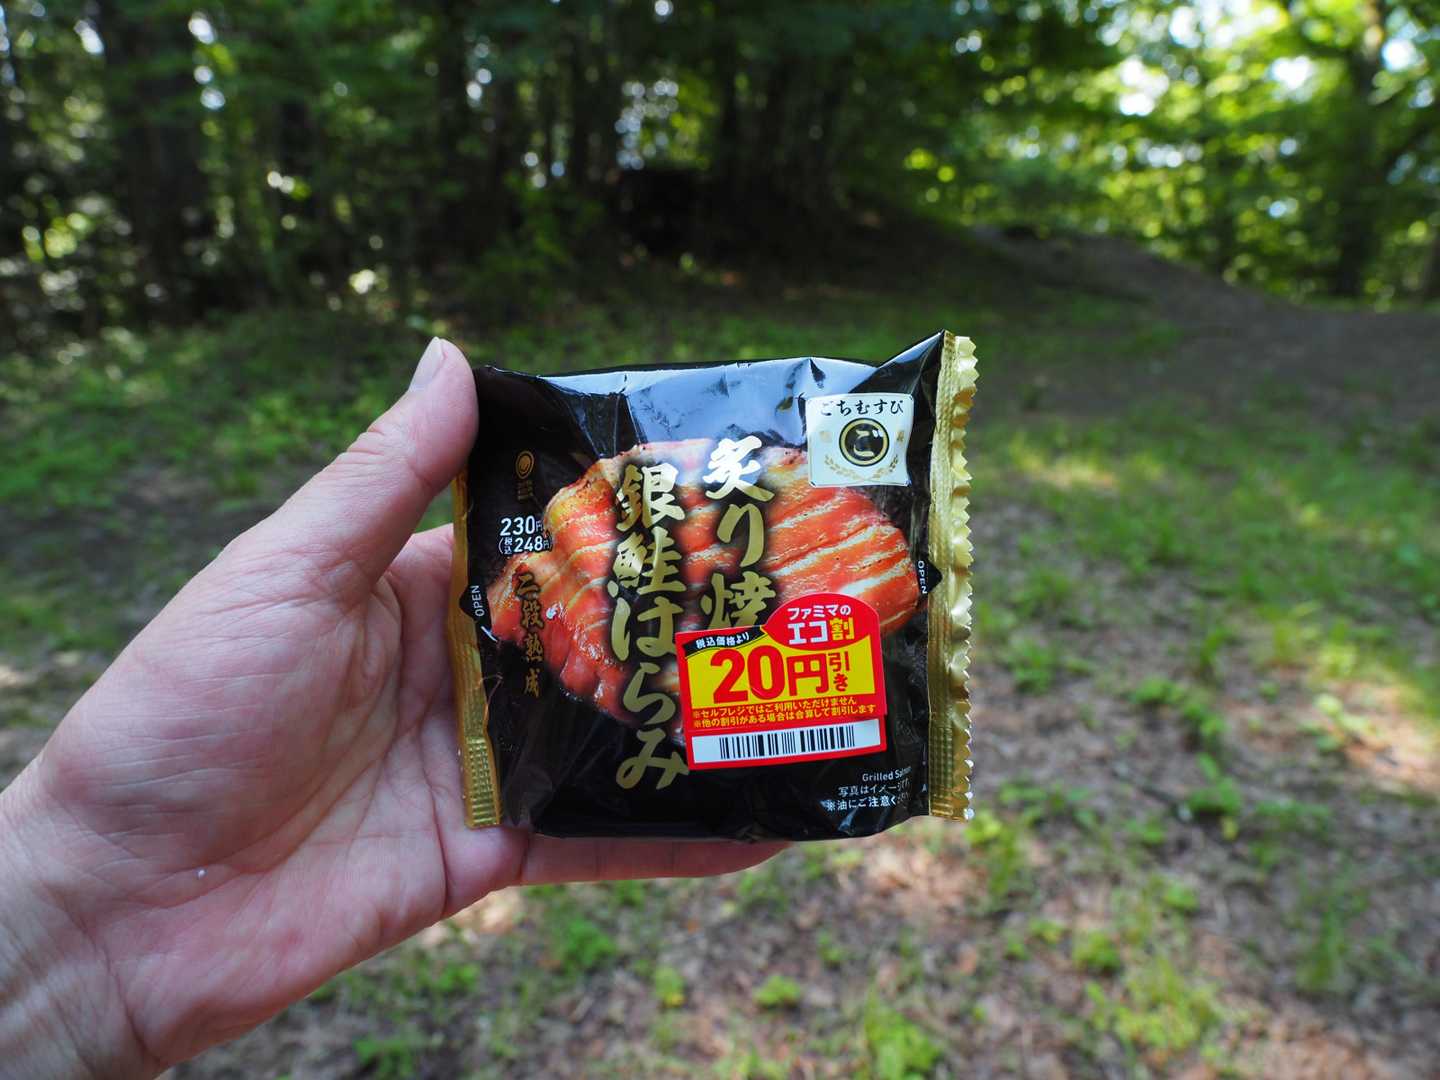 ごちむすび
ご
炙り焼
銀鮭はらみ
230円
(税込248円)
二段熟成
OPEN
OPEN
ファミマの
エコ割
税込価格より
20円引き
※セルフレジではご利用いただけません
※他の割引がある場合は合算して割引します
Grilled Salmon
写真はイメージです。
※油にご注意くだ